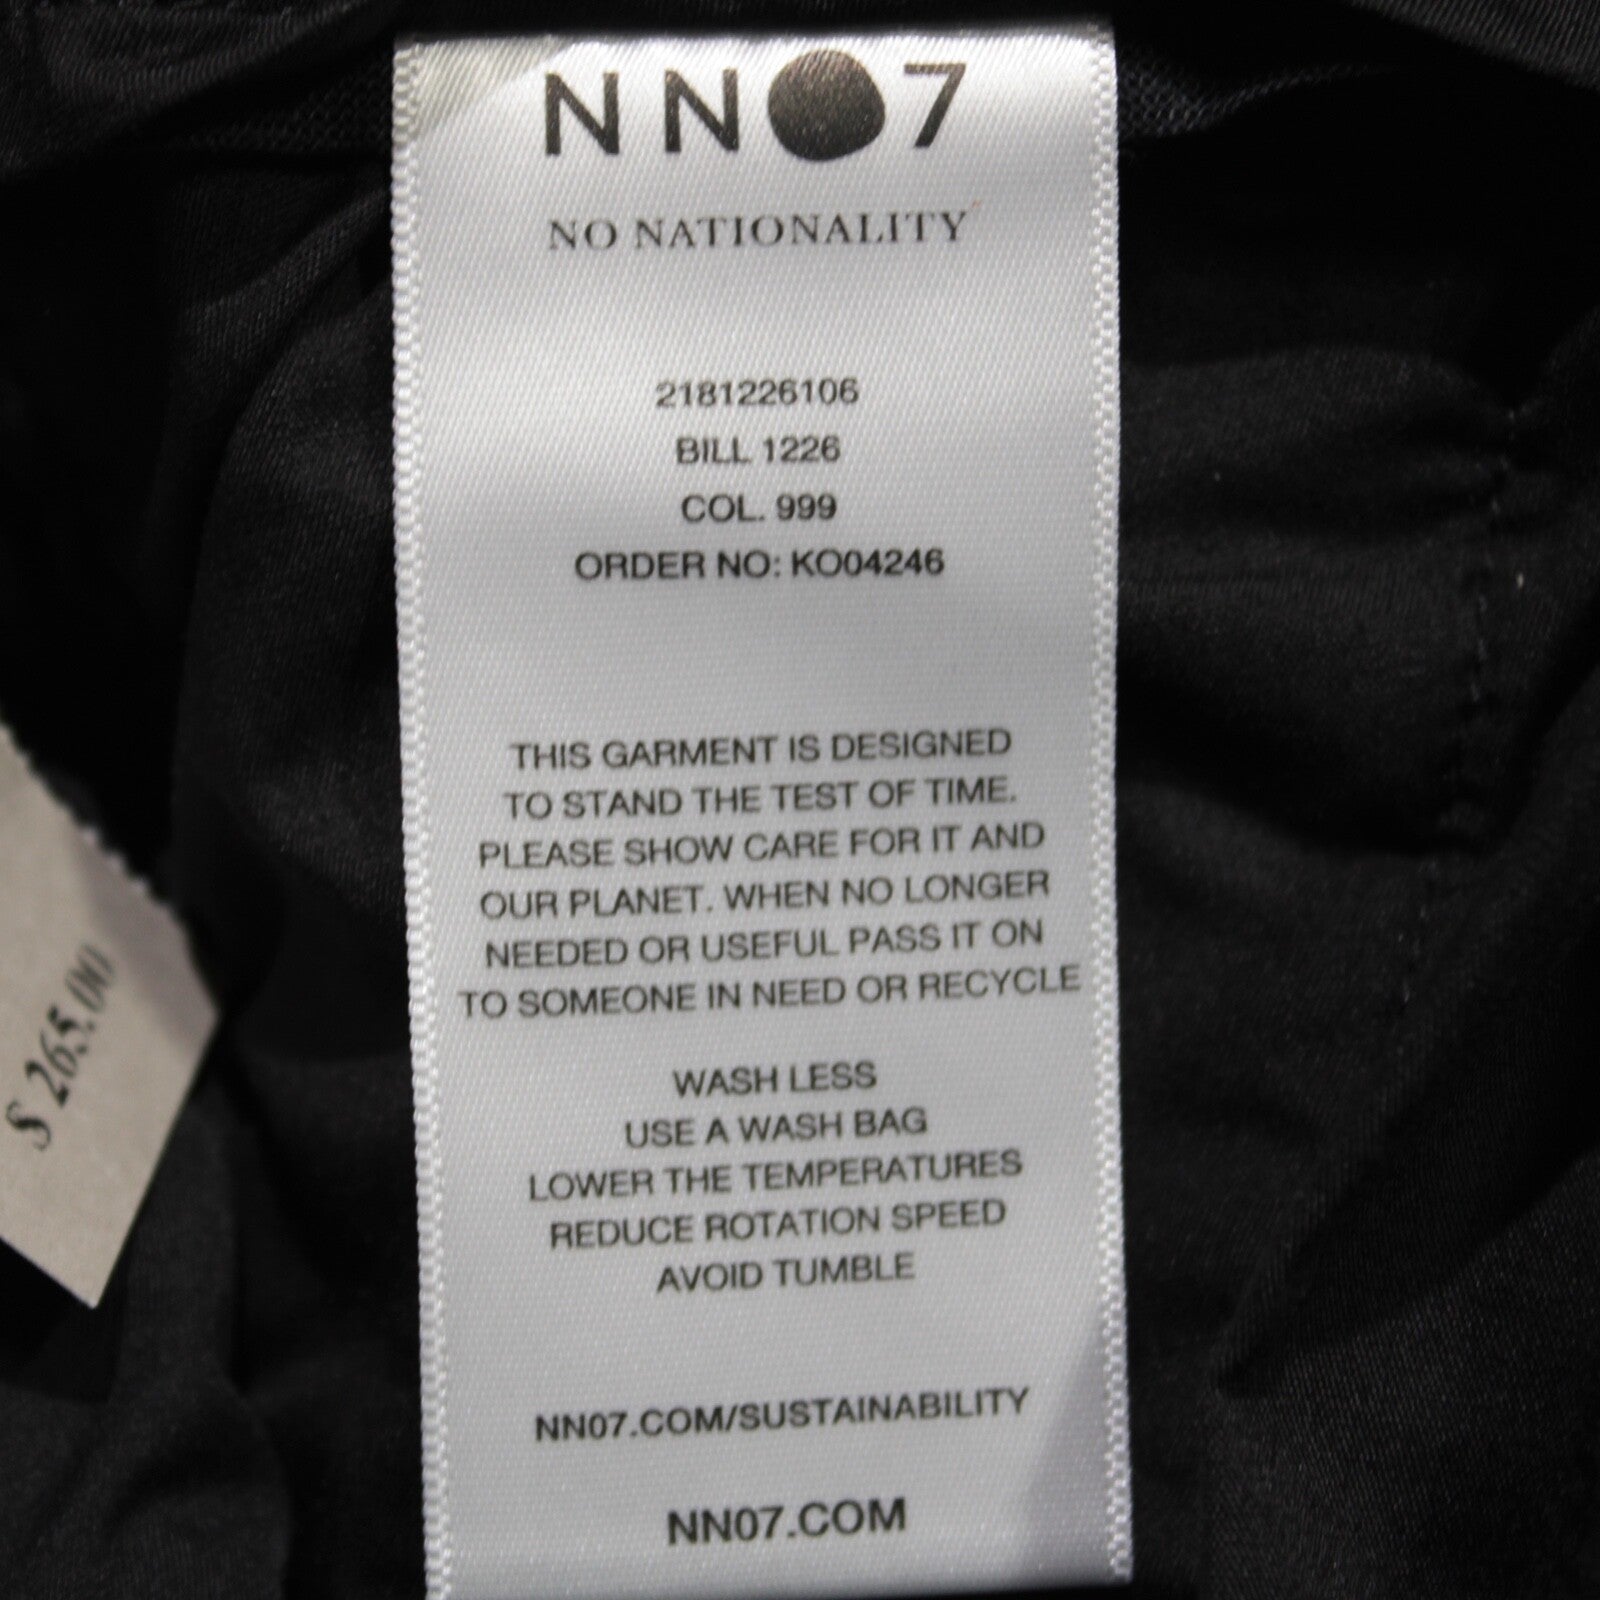 NN07
NO NATIONALITY
2181226106
BILL 1226
COL. 999
ORDER NO: KO04246
THIS GARMENT IS DESIGNED
TO STAND THE TEST OF TIME.
PLEASE SHOW CARE FOR IT AND
OUR PLANET. WHEN NO LONGER
NEEDED OR USEFUL PASS IT ON
TO SOMEONE IN NEED OR RECYCLE
WASH LESS
USE A WASH BAG
LOWER THE TEMPERATURES
REDUCE ROTATION SPEED
AVOID TUMBLE
NN07.COM/SUSTAINABILITY
NN07.COM
$ 265.00